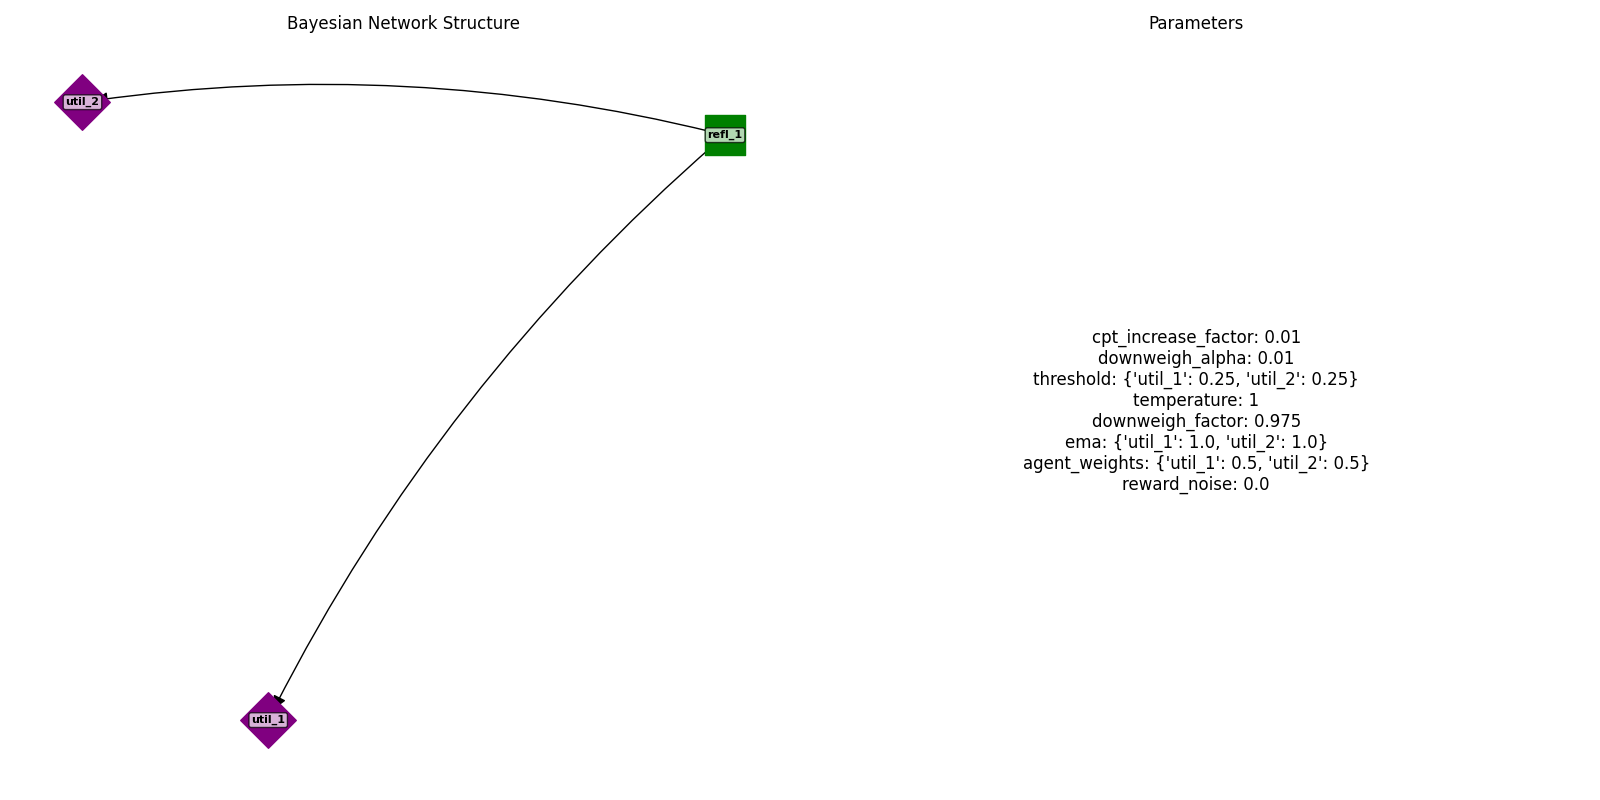 Bayesian Network Structure
Parameters
util_2
refl_1
cpt_increase_factor: 0.01
downweigh_alpha: 0.01
threshold: {'util_1': 0.25, 'util_2': 0.25}
temperature: 1
downweigh_factor: 0.975
ema: {'util_1': 1.0, 'util_2': 1.0}
agent_weights: {'util_1': 0.5, 'util_2': 0.5}
reward_noise: 0.0
util_1